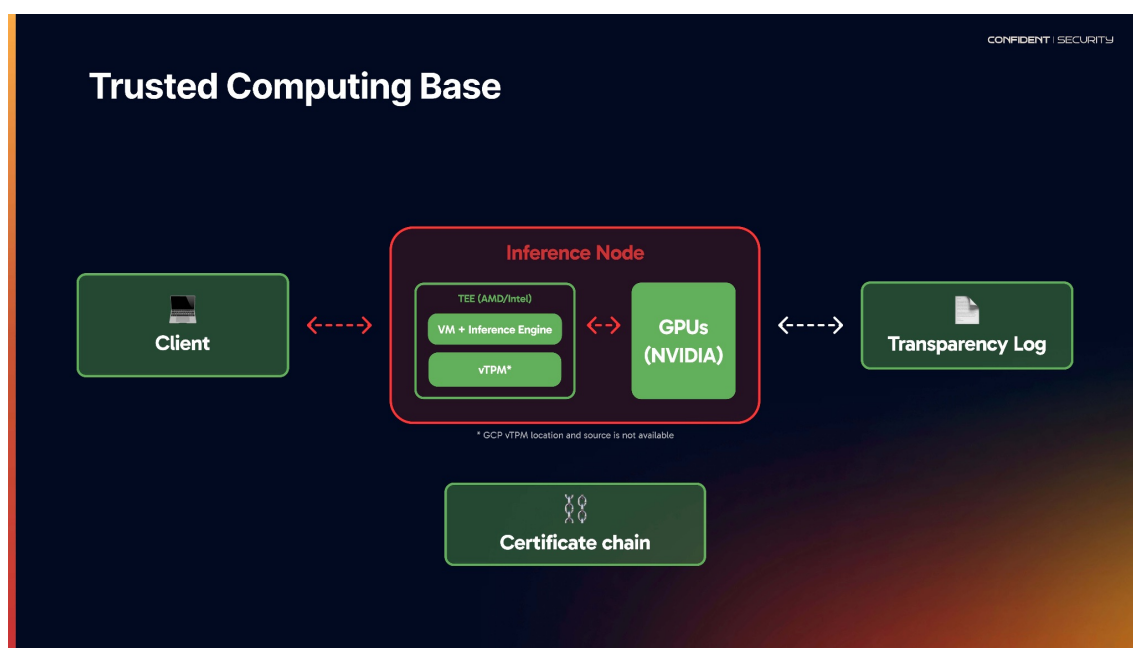 CONFIDENT | SECURITY
Trusted Computing Base
Inference Node
TEE (AMD/Intel)
VM + Inference Engine
vTPM*
GPUs
(NVIDIA)
Client
Transparency Log
* GCP vTPM location and source is not available
Certificate chain